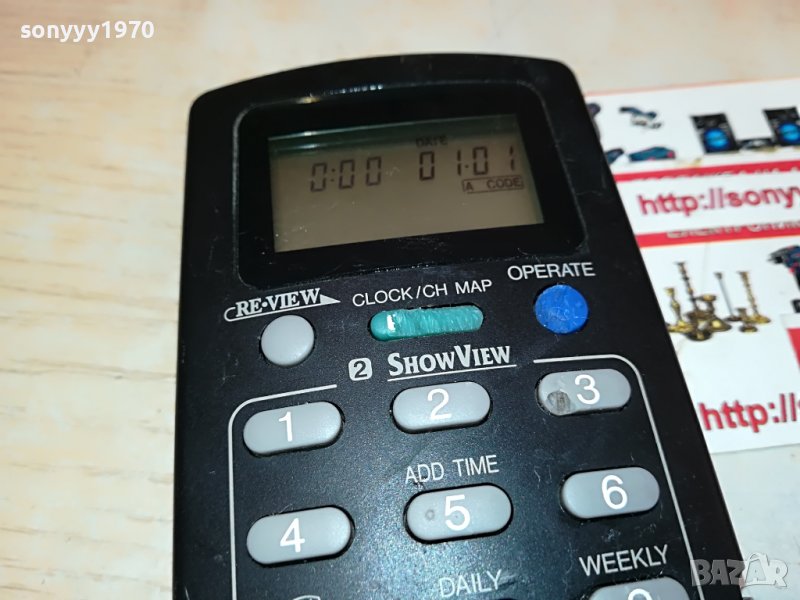 sonyyy1970
DATE
0:00 01.01
A CODE
http://sony
RE·VIEW
CLOCK/CH MAP
OPERATE
2 SHOWVIEW
1 2 3
ADD TIME
4 5 6
http://s
DAILY
WEEKLY
BAZAR